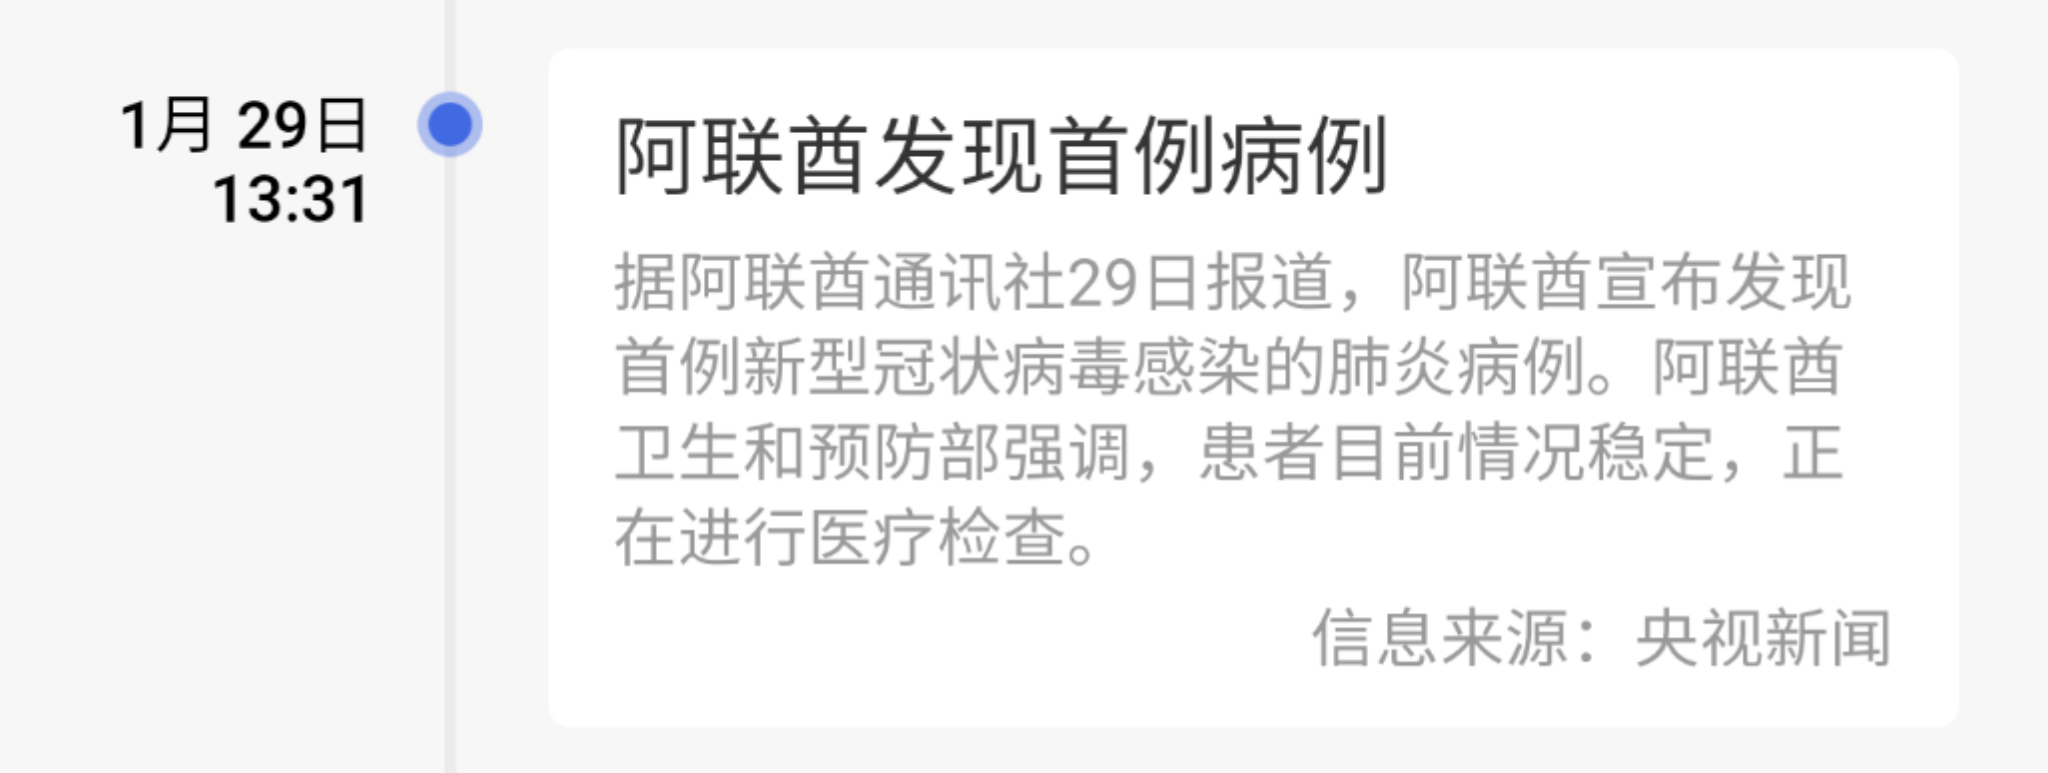 1月 29日
13:31
阿联酋发现首例病例
据阿联酋通讯社29日报道，阿联酋宣布发现
首例新型冠状病毒感染的肺炎病例。阿联酋
卫生和预防部强调，患者目前情况稳定，正
在进行医疗检查。
信息来源：央视新闻